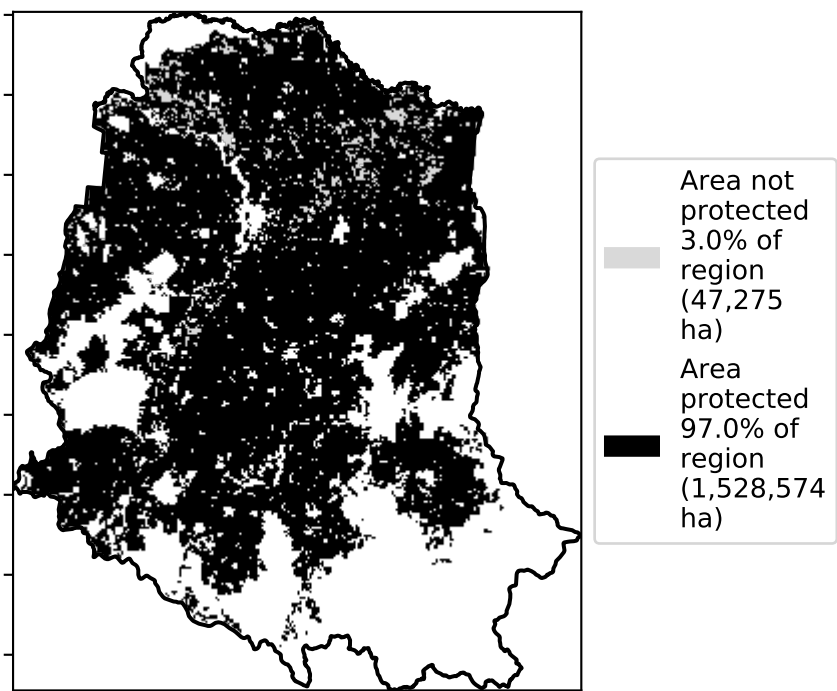 Area not
protected
3.0% of
region
(47,275
ha)
Area
protected
97.0% of
region
(1,528,574
ha)